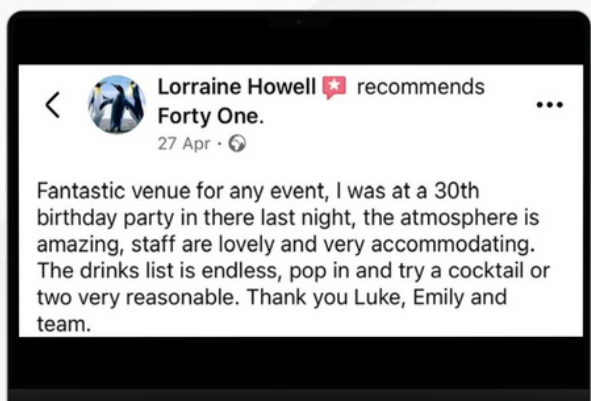 Lorraine Howell recommends
Forty One.
27 Apr ·
Fantastic venue for any event, I was at a 30th
birthday party in there last night, the atmosphere is
amazing, staff are lovely and very accommodating.
The drinks list is endless, pop in and try a cocktail or
two very reasonable. Thank you Luke, Emily and
team.